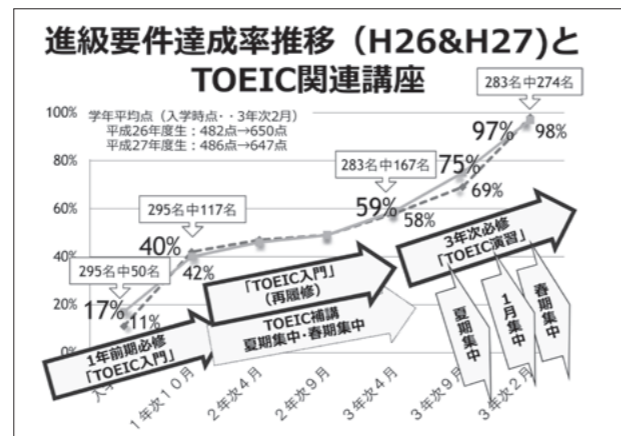 進級要件達成率推移（H26&H27)と
TOEIC関連講座
283名中274名
100%
学年平均点（入学時点・・3年次2月）
平成26年度生：482点→650点
平成27年度生：486点→647点
97%
98%
80%
283名中167名
75%
69%
295名中117名
60%
59%
58%
40%
40%
42%
3年次必修
「TOEIC演習」
295名中50名
「TOEIC入門」
（再履修）
20%
17%
11%
TOEIC補講
夏期集中・春期集中
夏期集中
1月集中
春期集中
0%
1年前期必修
「TOEIC入門」
1年次10月
2年次4月
2年次9月
3年次4月
3年次9月
3年次2月